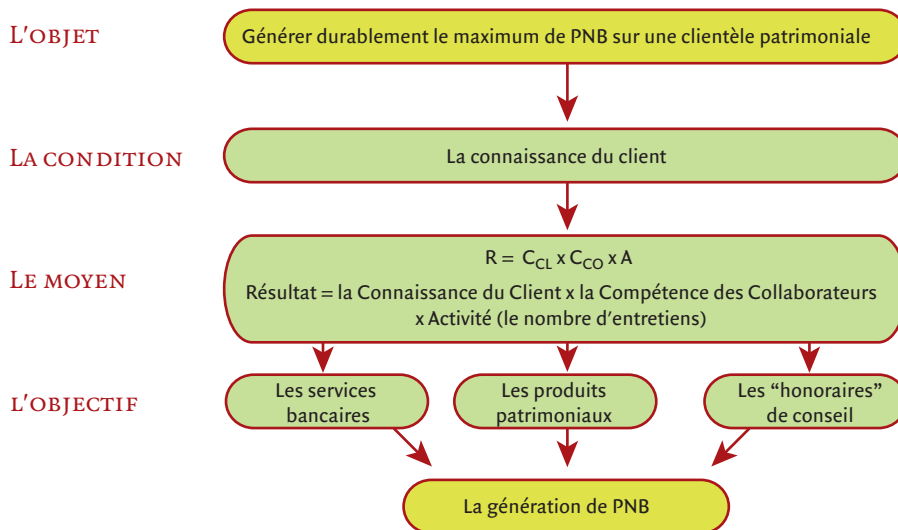 L'OBJET
Générer durablement le maximum de PNB sur une clientèle patrimoniale
LA CONDITION
La connaissance du client
LE MOYEN
R = C_CL x C_CO x A
Résultat = la Connaissance du Client x la Compétence des Collaborateurs
x Activité (le nombre d'entretiens)
L'OBJECTIF
Les services
bancaires
Les produits
patrimoniaux
Les “honoraires”
de conseil
La génération de PNB